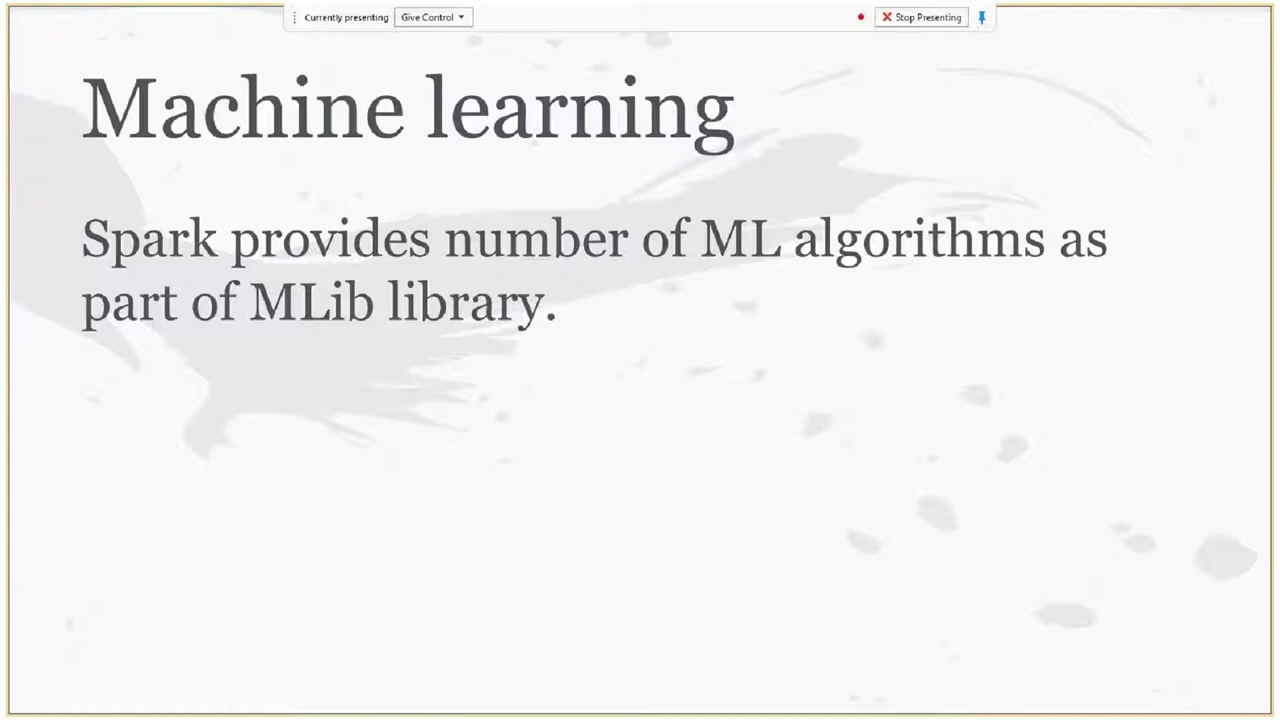 Currently presenting Give Control Stop Presenting
Machine learning
Spark provides number of ML algorithms as
part of MLib library.